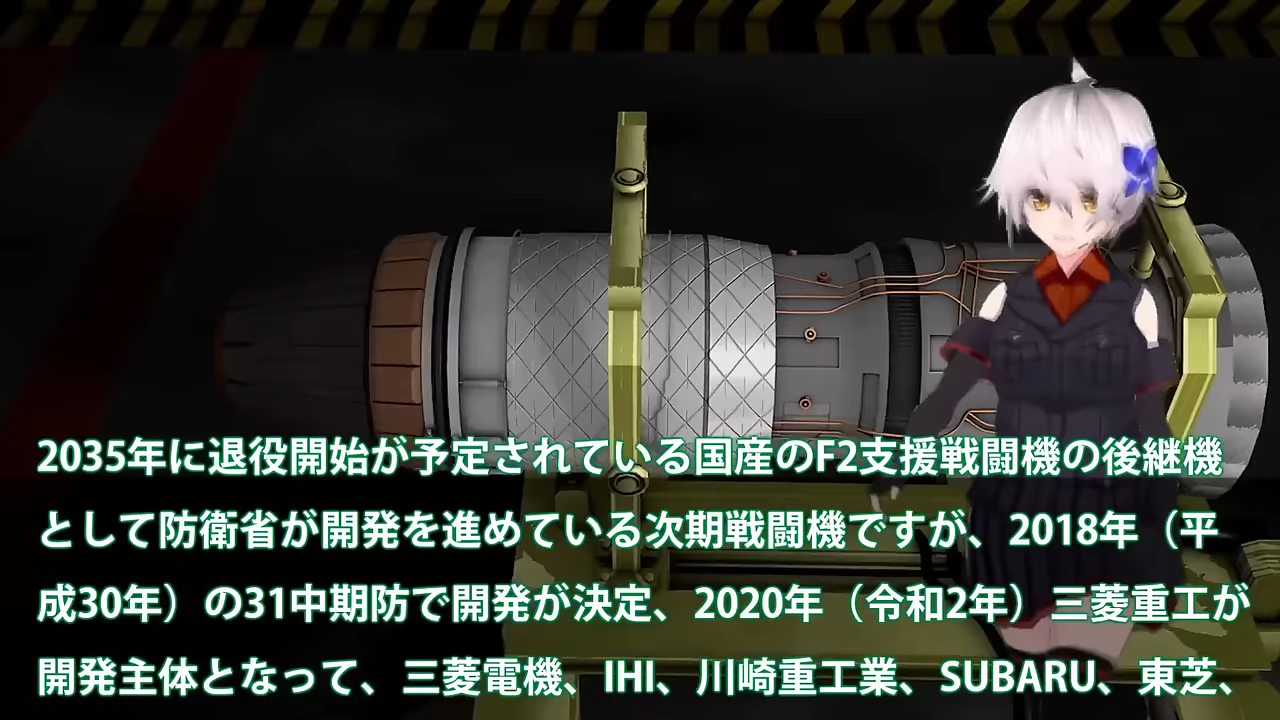 2035年に退役開始が予定されている国産のF2支援戦闘機の後継機
として防衛省が開発を進めている次期戦闘機ですが、2018年（平
成30年）の31中期防で開発が決定、2020年（令和2年）三菱重工が
開発主体となって、三菱電機、IHI、川崎重工業、SUBARU、東芝、